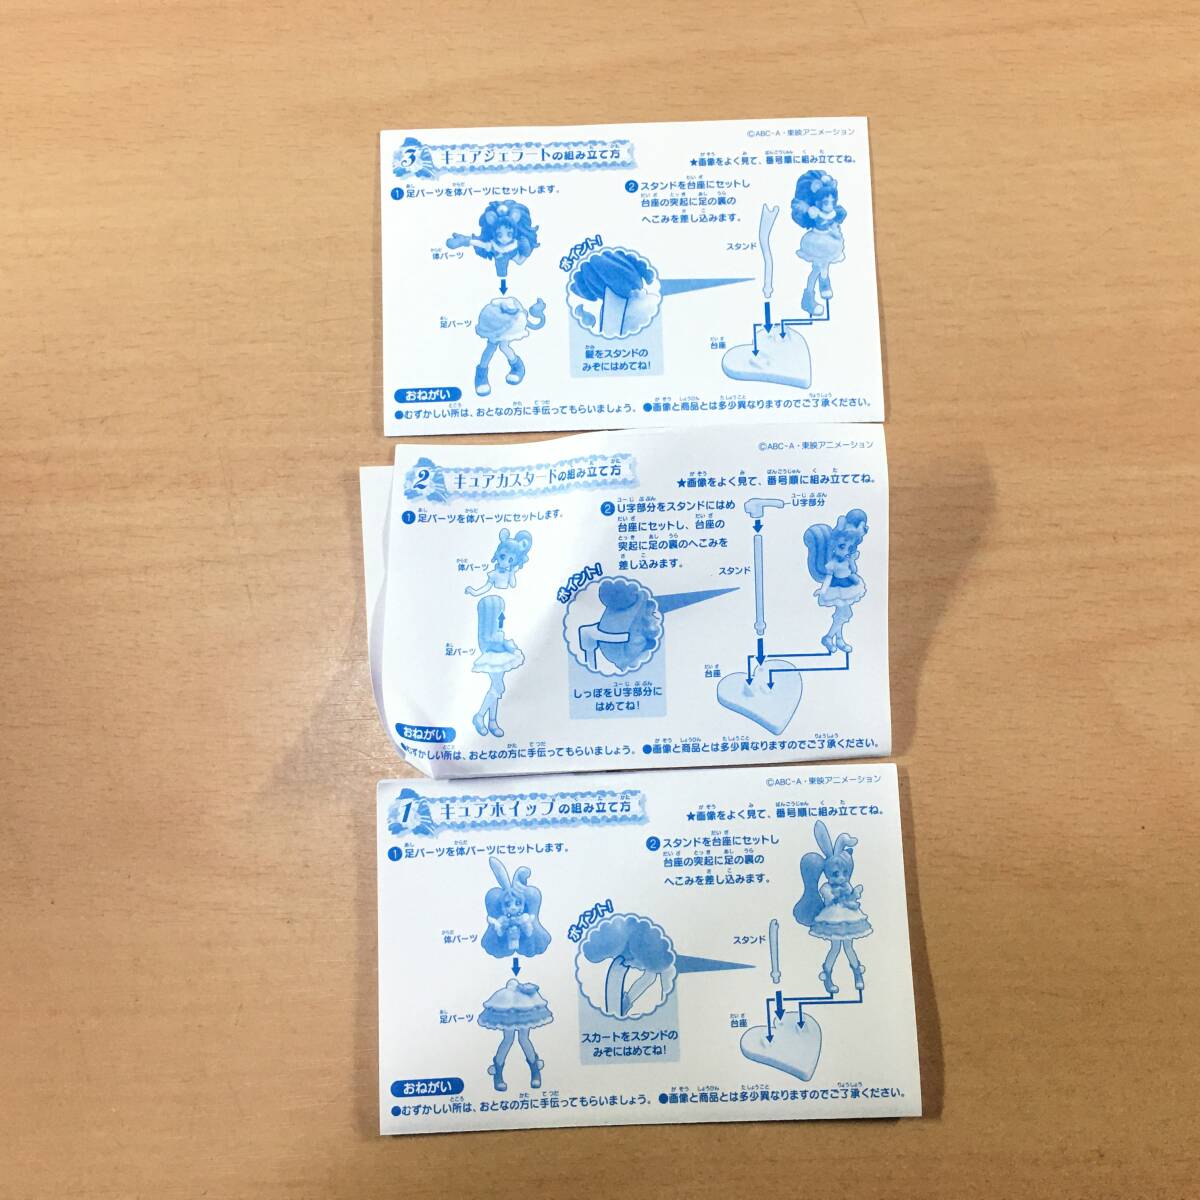 ©ABC-A・東映アニメーション
3 キュアジェラートの組み立て方
★画像をよく見て、番号順に組み立ててね。
❶足パーツを体パーツにセットします。
体パーツ
足パーツ
❷スタンドを台座にセットし
台座の突起に足の裏の
へこみを差し込みます。
ポイント!
スタンド
台座
髪をスタンドの
みぞにはめてね!
おねがい
●むずかしい所は、おとなの方に手伝ってもらいましょう。●画像と商品とは多少異なりますのでご了承ください。
©ABC-A・東映アニメーション
2 キュアカスタードの組み立て方
★画像をよく見て、番号順に組み立ててね。
❶足パーツを体パーツにセットします。
体パーツ
足パーツ
❷U字部分をスタンドにはめ
台座にセットし、台座の
突起に足の裏のへこみを
差し込みます。
U字部分
ポイント!
スタンド
台座
しっぽをU字部分に
はめてね!
おねがい
●むずかしい所は、おとなの方に手伝ってもらいましょう。●画像と商品とは多少異なりますのでご了承ください。
©ABC-A・東映アニメーション
1 キュアホイップの組み立て方
★画像をよく見て、番号順に組み立ててね。
❶足パーツを体パーツにセットします。
体パーツ
足パーツ
❷スタンドを台座にセットし
台座の突起に足の裏の
へこみを差し込みます。
ポイント!
スタンド
台座
スカートをスタンドの
みぞにはめてね!
おねがい
●むずかしい所は、おとなの方に手伝ってもらいましょう。●画像と商品とは多少異なりますのでご了承ください。